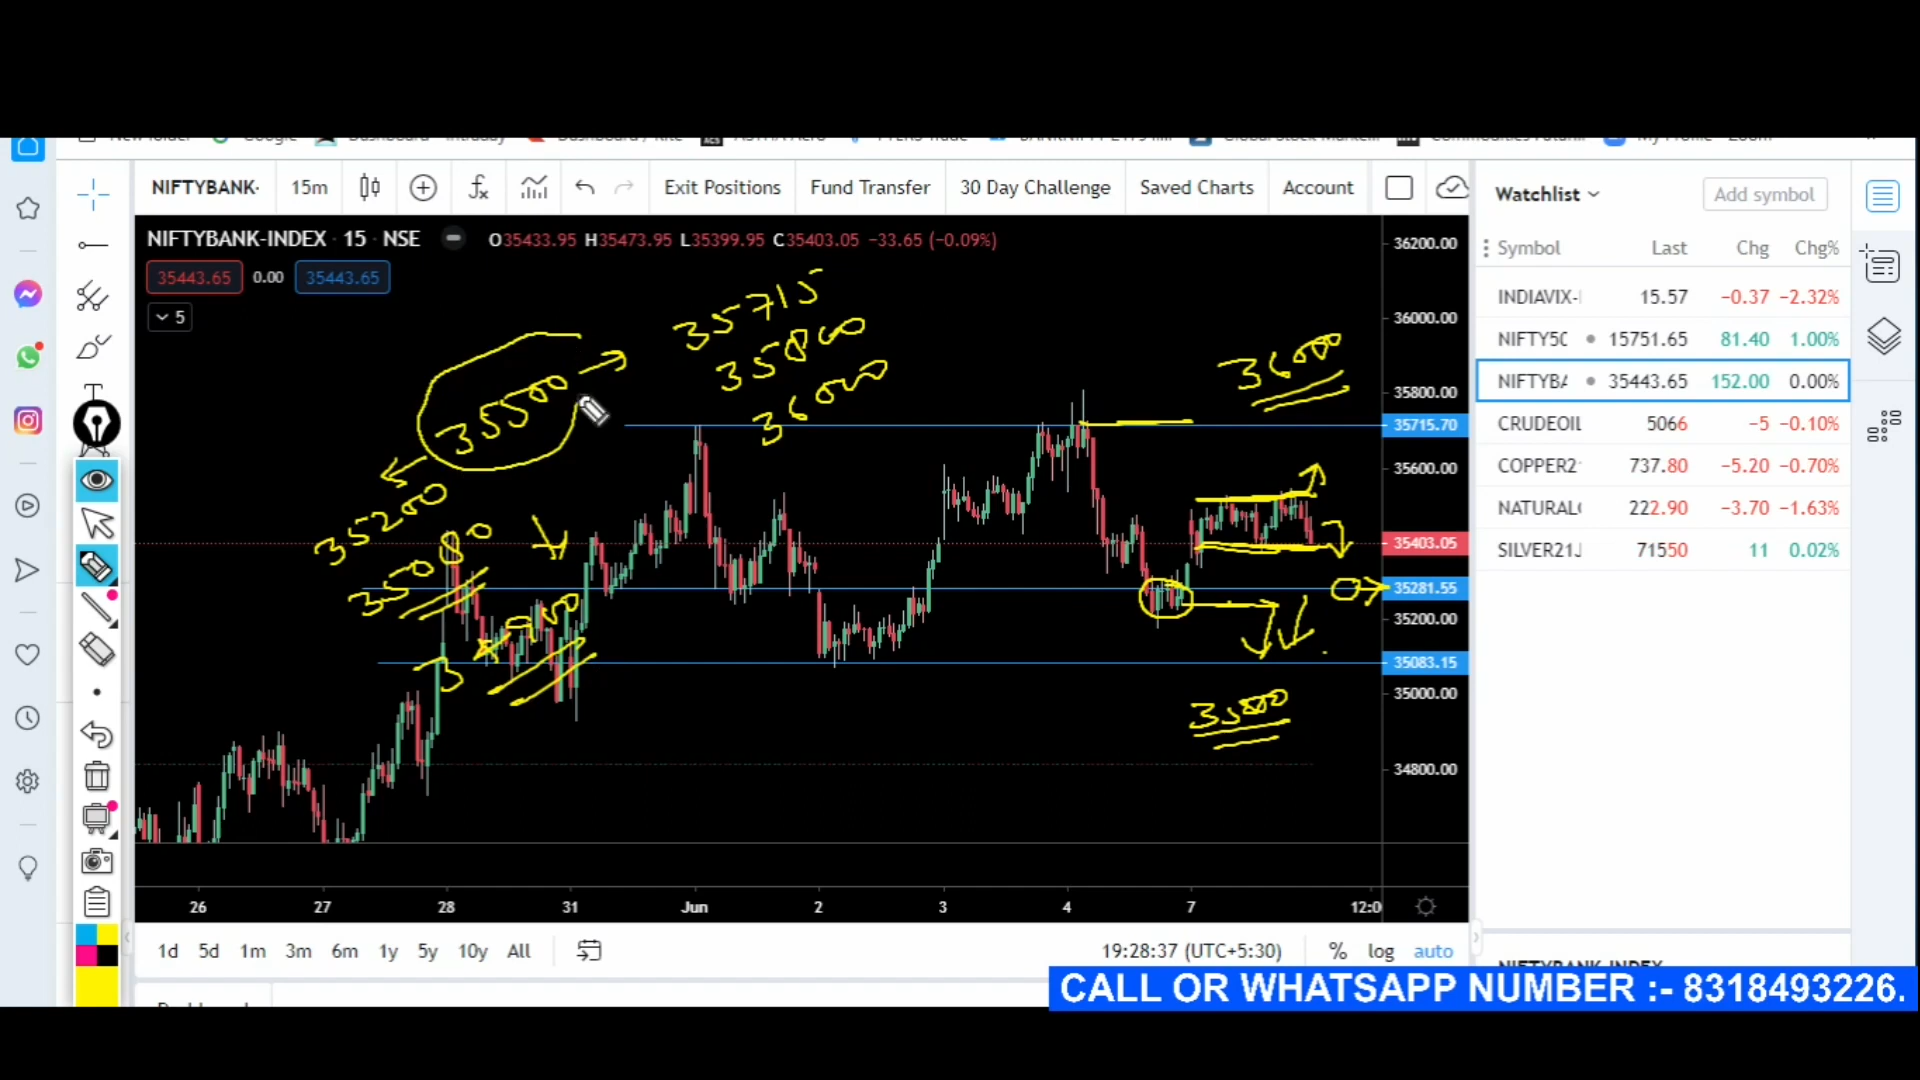 NIFTYBANK·
15m
Exit Positions
Fund Transfer
30 Day Challenge
Saved Charts
Account
NIFTYBANK-INDEX · 15 · NSE
O35433.95 H35473.95 L35399.95 C35403.05 −33.65 (−0.09%)
35443.65 0.00 35443.65
5
35715
35800
36000
35500
35200
35080
36000
35000
36200.00
36000.00
35800.00
35715.70
35600.00
35403.05
35281.55
35200.00
35083.15
35000.00
34800.00
26 27 28 31 Jun 2 3 4 7 12:0
1d 5d 1m 3m 6m 1y 5y 10y All
19:28:37 (UTC+5:30) % log auto
Watchlist
Add symbol
Symbol Last Chg Chg%
INDIAVIX- 15.57 −0.37 −2.32%
NIFTY50 15751.65 81.40 1.00%
NIFTYBA 35443.65 152.00 0.00%
CRUDEOIL 5066 −5 −0.10%
COPPER2 737.80 −5.20 −0.70%
NATURAL 222.90 −3.70 −1.63%
SILVER21J 71550 11 0.02%
CALL OR WHATSAPP NUMBER :- 8318493226.